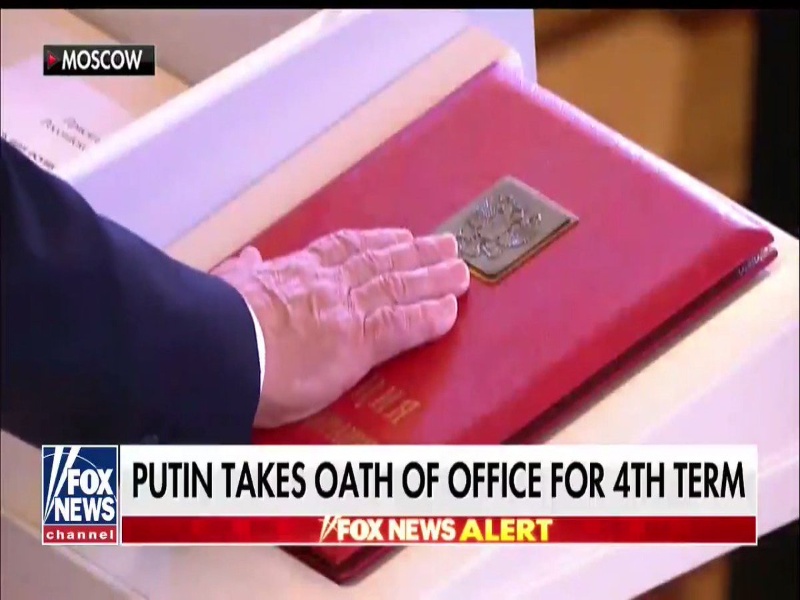 MOSCOW
PUTIN TAKES OATH OF OFFICE FOR 4TH TERM
FOX
NEWS
channel
FOX NEWS ALERT